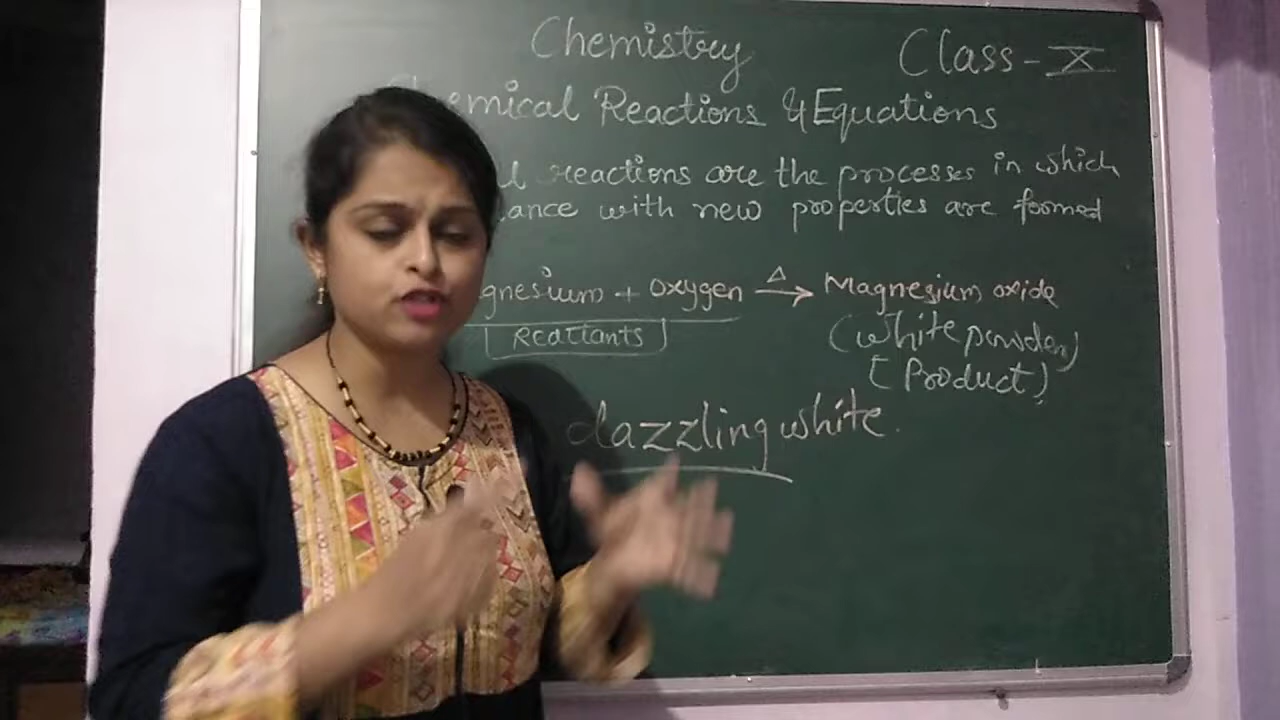 Chemistry Class - X
emical Reactions & Equations
reactions are the processes in which
ance with new properties are formed
gnesium + Oxygen Δ→ Magnesium oxide
Reactants (white powder)
(Product)
dazzling white.